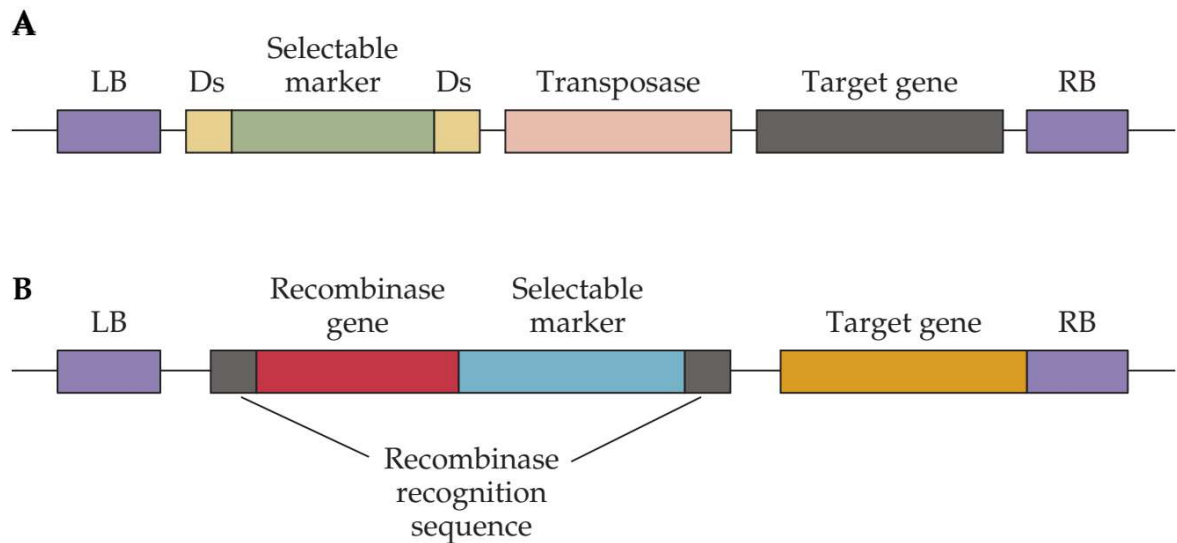 A
Selectable
LB Ds marker Ds Transposase Target gene RB
B
Recombinase Selectable
LB gene marker Target gene RB
Recombinase
recognition
sequence